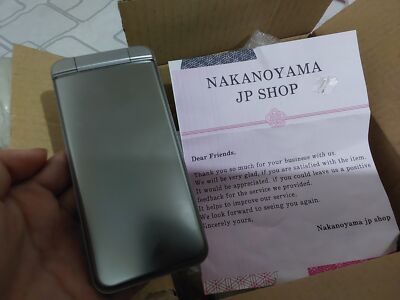 NAKANOYAMA
JP SHOP
Dear Friends,
Thank you so much for your business with us.
We will be very glad, if you are satisfied with the item.
It would be appreciated, if you could leave us a positive
feedback for the service we provided.
It helps to improve our service.
We look forward to seeing you again.
Sincerely yours,
Nakanoyama jp shop